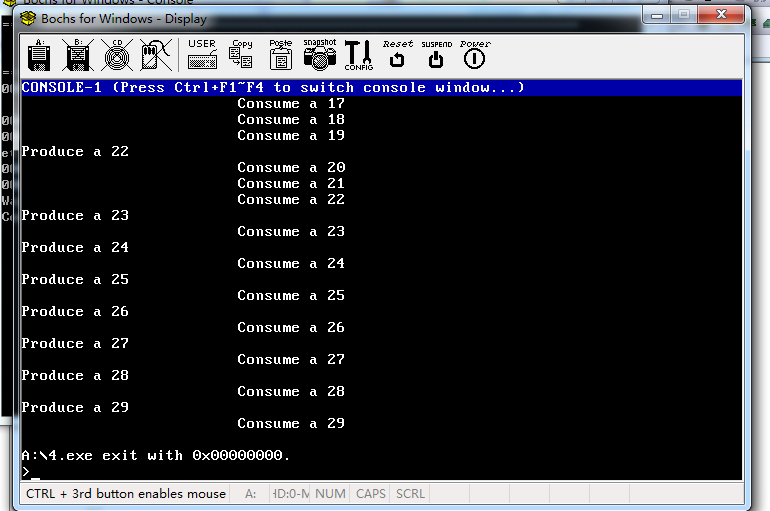 Bochs for Windows - Console
Bochs for Windows - Display
A: B: CD USER Copy Paste Snapshot CONFIG Reset SUSPEND Power
CONSOLE-1 (Press Ctrl+F1~F4 to switch console window...)
Consume a 17
Consume a 18
Consume a 19
Produce a 22
Consume a 20
Consume a 21
Consume a 22
Produce a 23
Consume a 23
Produce a 24
Consume a 24
Produce a 25
Consume a 25
Produce a 26
Consume a 26
Produce a 27
Consume a 27
Produce a 28
Consume a 28
Produce a 29
Consume a 29
A:\4.exe exit with 0x00000000.
>_
CTRL + 3rd button enables mouse A: HD:0-M NUM CAPS SCRL